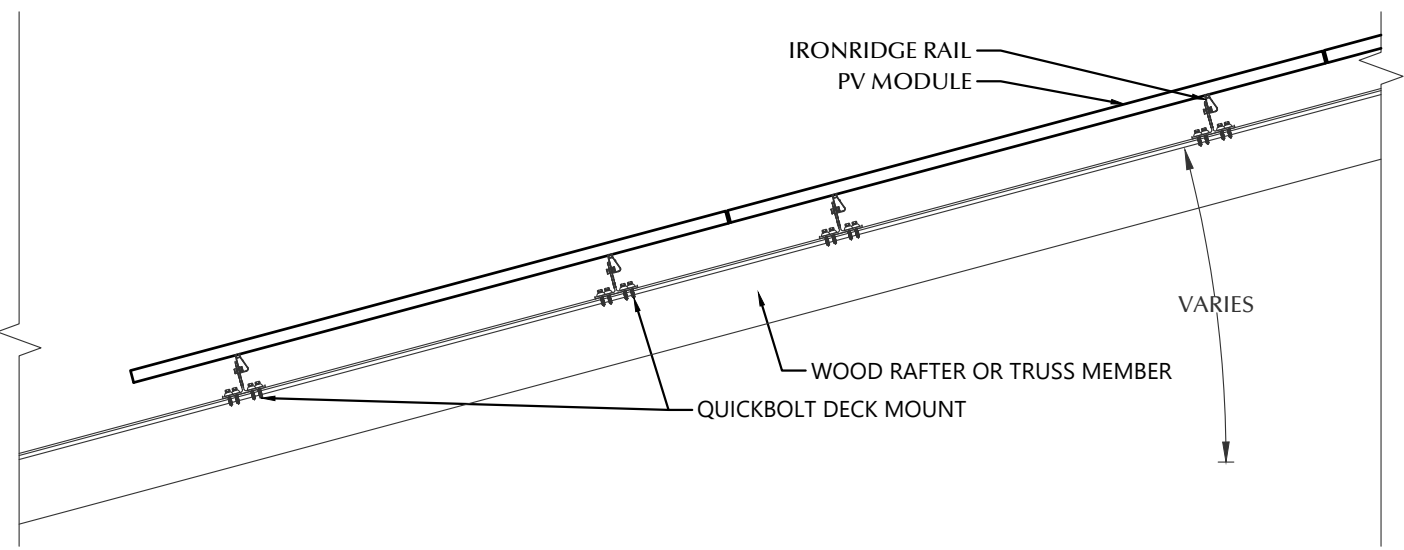 IRONRIDGE RAIL
PV MODULE
VARIES
WOOD RAFTER OR TRUSS MEMBER
QUICKBOLT DECK MOUNT